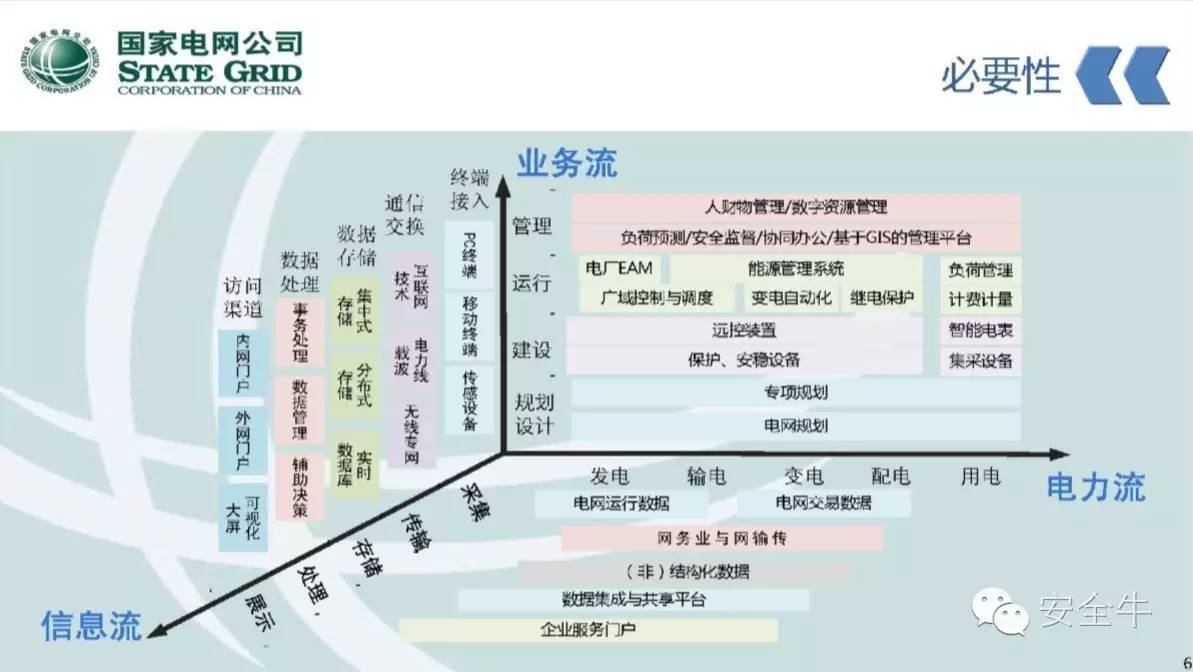 国家电网公司
STATE GRID
CORPORATION OF CHINA
必要性
业务流
管理
人财物管理/数字资源管理
负荷预测/安全监督/协同办公/基于GIS的管理平台
运行
电厂EAM
能源管理系统
负荷管理
广域控制与调度
变电自动化
继电保护
计费计量
建设
远控装置
智能电表
保护、安稳设备
集采设备
规划
设计
专项规划
电网规划
发电
输电
变电
配电
用电
电力流
终端
接入
PC终端
移动终端
传感设备
通信
交换
互联网
技术
电力线
载波
无线专网
数据
存储
集中式
存储
分布式
存储
实时
数据库
数据
处理
事务处理
数据管理
辅助决策
访问
渠道
内网门户
外网门户
可视化
大屏
采集
传输
存储
处理
展示
信息流
电网运行数据
电网交易数据
网务业与网输传
（非）结构化数据
数据集成与共享平台
企业服务门户
安全牛
6